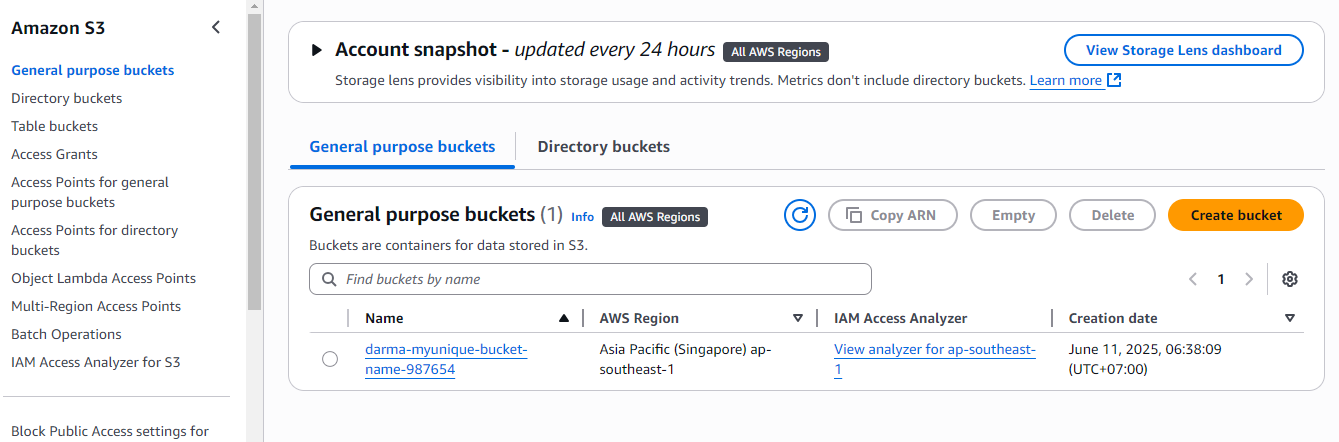 Amazon S3
General purpose buckets
Directory buckets
Table buckets
Access Grants
Access Points for general
purpose buckets
Access Points for directory
buckets
Object Lambda Access Points
Multi-Region Access Points
Batch Operations
IAM Access Analyzer for S3
Block Public Access settings for
Account snapshot - updated every 24 hours All AWS Regions
View Storage Lens dashboard
Storage lens provides visibility into storage usage and activity trends. Metrics don't include directory buckets. Learn more
General purpose buckets Directory buckets
General purpose buckets (1) Info All AWS Regions
Copy ARN Empty Delete Create bucket
Buckets are containers for data stored in S3.
Find buckets by name
1
Name AWS Region IAM Access Analyzer Creation date
darma-myunique-bucket-
name-987654
Asia Pacific (Singapore) ap-
southeast-1
View analyzer for ap-southeast-
1
June 11, 2025, 06:38:09
(UTC+07:00)